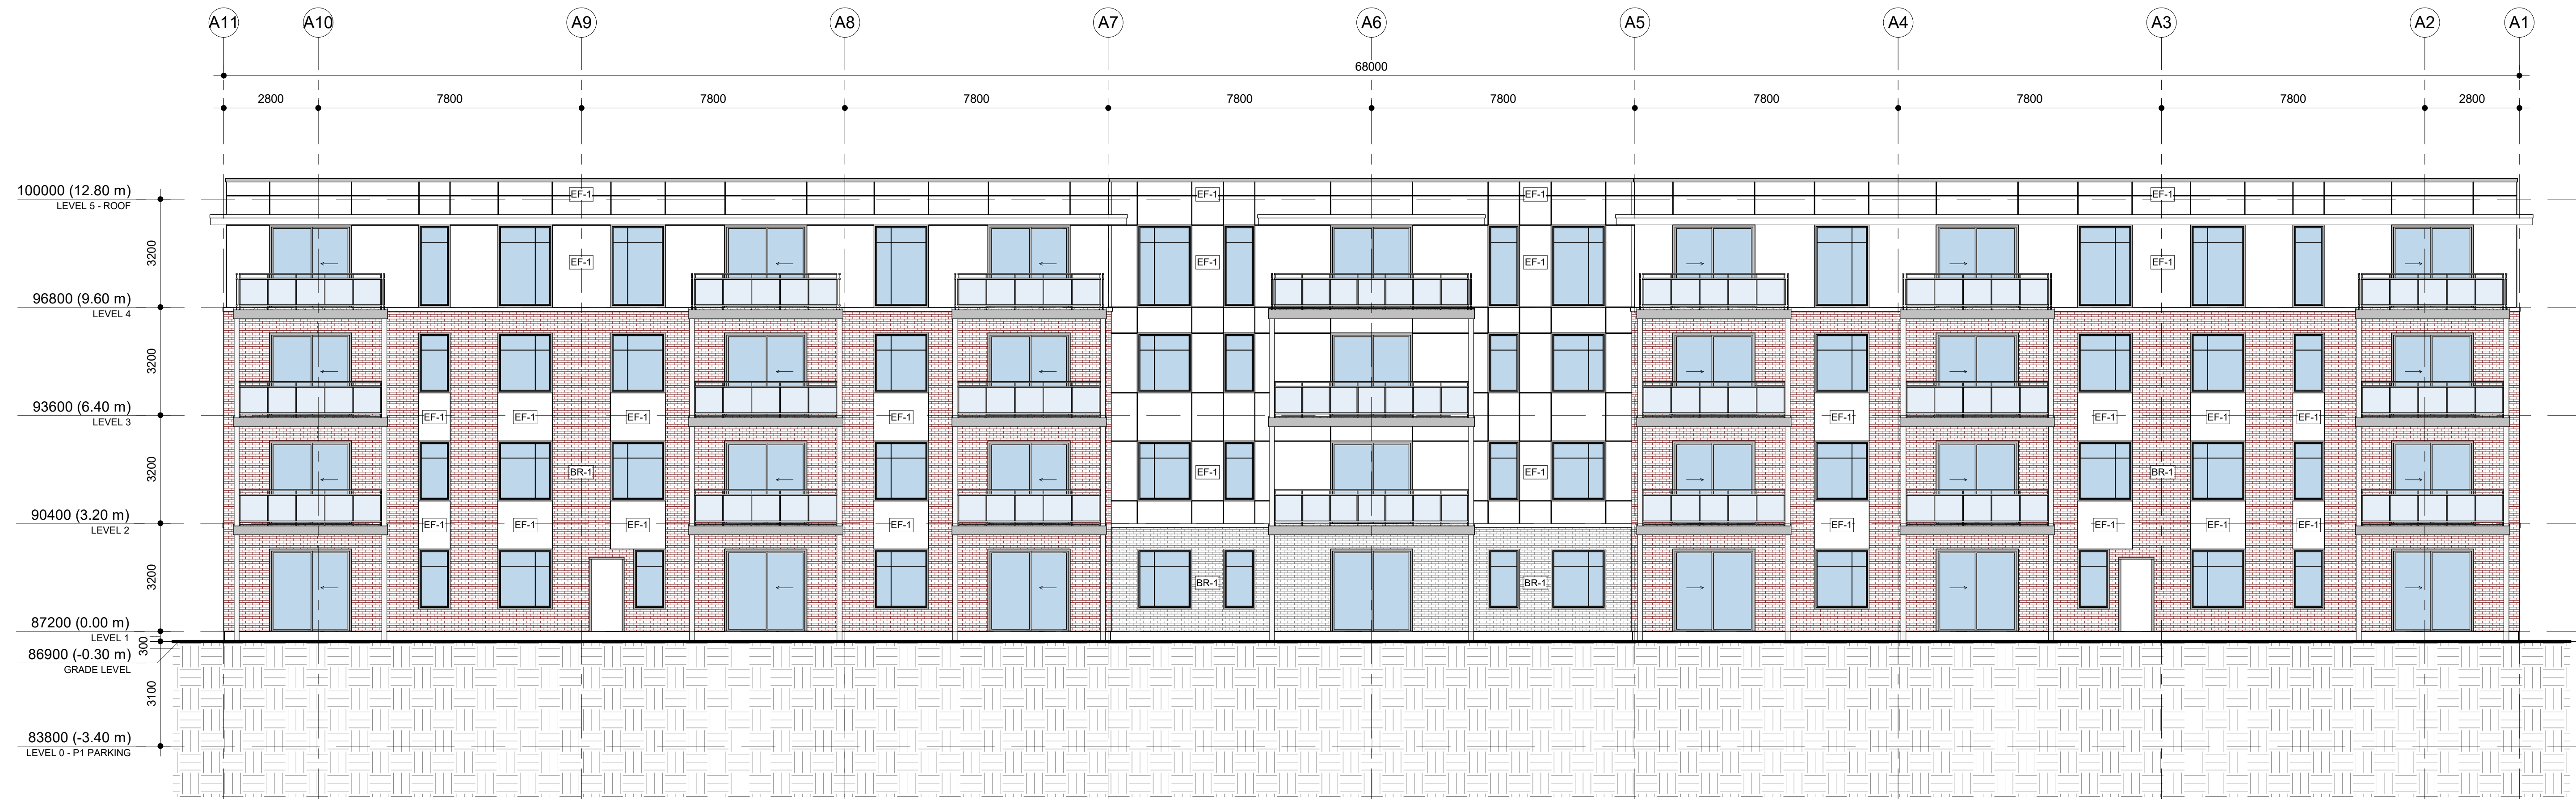 A11 A10 A9 A8 A7 A6 A5 A4 A3 A2 A1
68000
2800 7800 7800 7800 7800 7800 7800 7800 7800 2800
100000 (12.80 m)
LEVEL 5 - ROOF
EF-1 EF-1 EF-1 EF-1
3200
EF-1 EF-1 EF-1 EF-1
96800 (9.60 m)
LEVEL 4
3200
93600 (6.40 m)
LEVEL 3
EF-1 EF-1 EF-1 EF-1 EF-1 EF-1 EF-1 EF-1
3200
BR-1 EF-1 EF-1 BR-1
90400 (3.20 m)
LEVEL 2
EF-1 EF-1 EF-1 EF-1 EF-1 EF-1 EF-1 EF-1
3200
BR-1 BR-1
87200 (0.00 m)
LEVEL 1
300
86900 (-0.30 m)
GRADE LEVEL
3100
83800 (-3.40 m)
LEVEL 0 - P1 PARKING